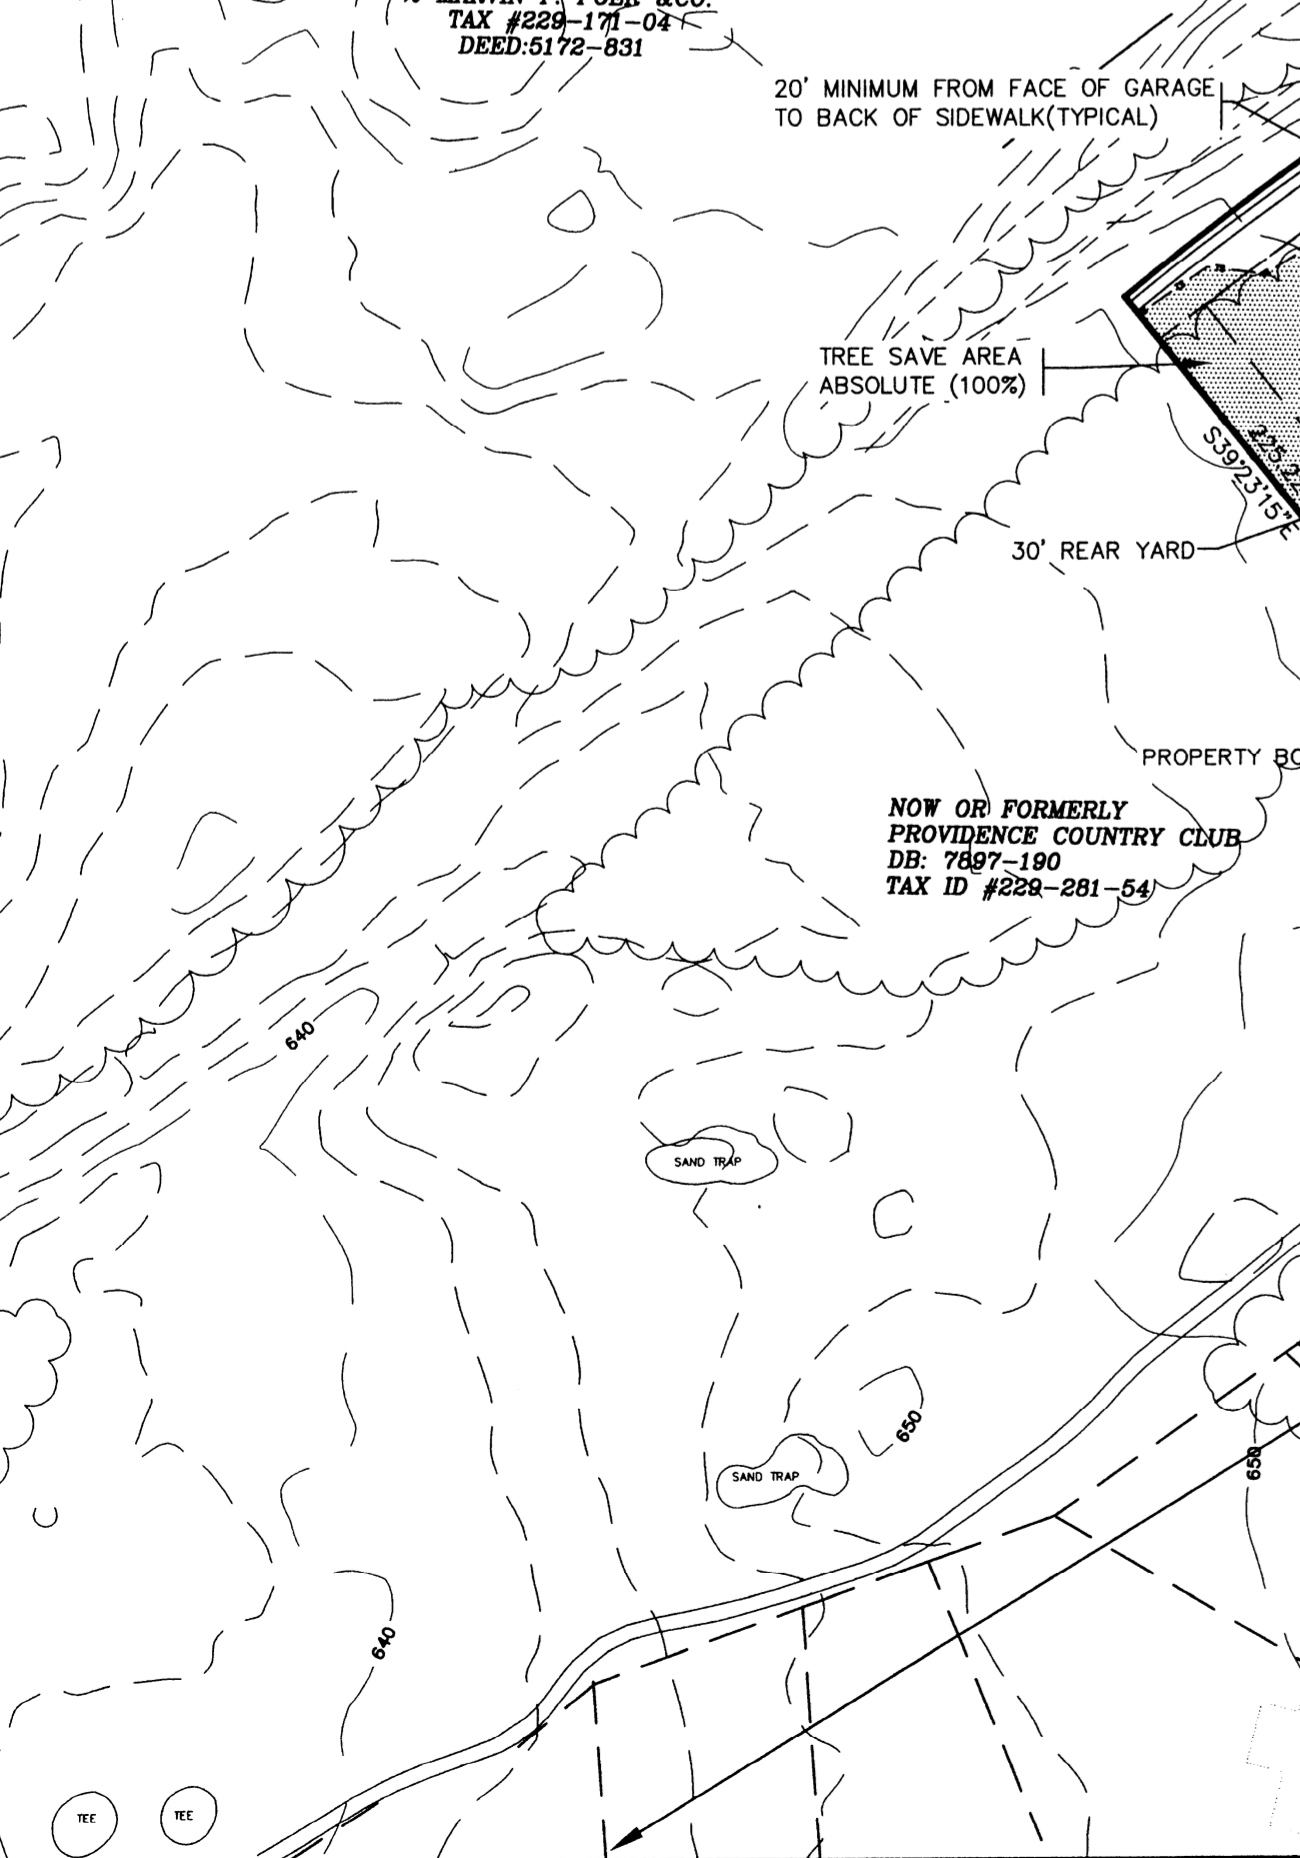 TAX #229-171-04
DEED:5172-831
20' MINIMUM FROM FACE OF GARAGE
TO BACK OF SIDEWALK(TYPICAL)
TREE SAVE AREA
ABSOLUTE (100%)
S39°23'15"E
30' REAR YARD
PROPERTY
NOW OR FORMERLY
PROVIDENCE COUNTRY CLUB
DB: 7897-190
TAX ID #229-281-54
640
SAND TRAP
650
650
SAND TRAP
640
TEE
TEE